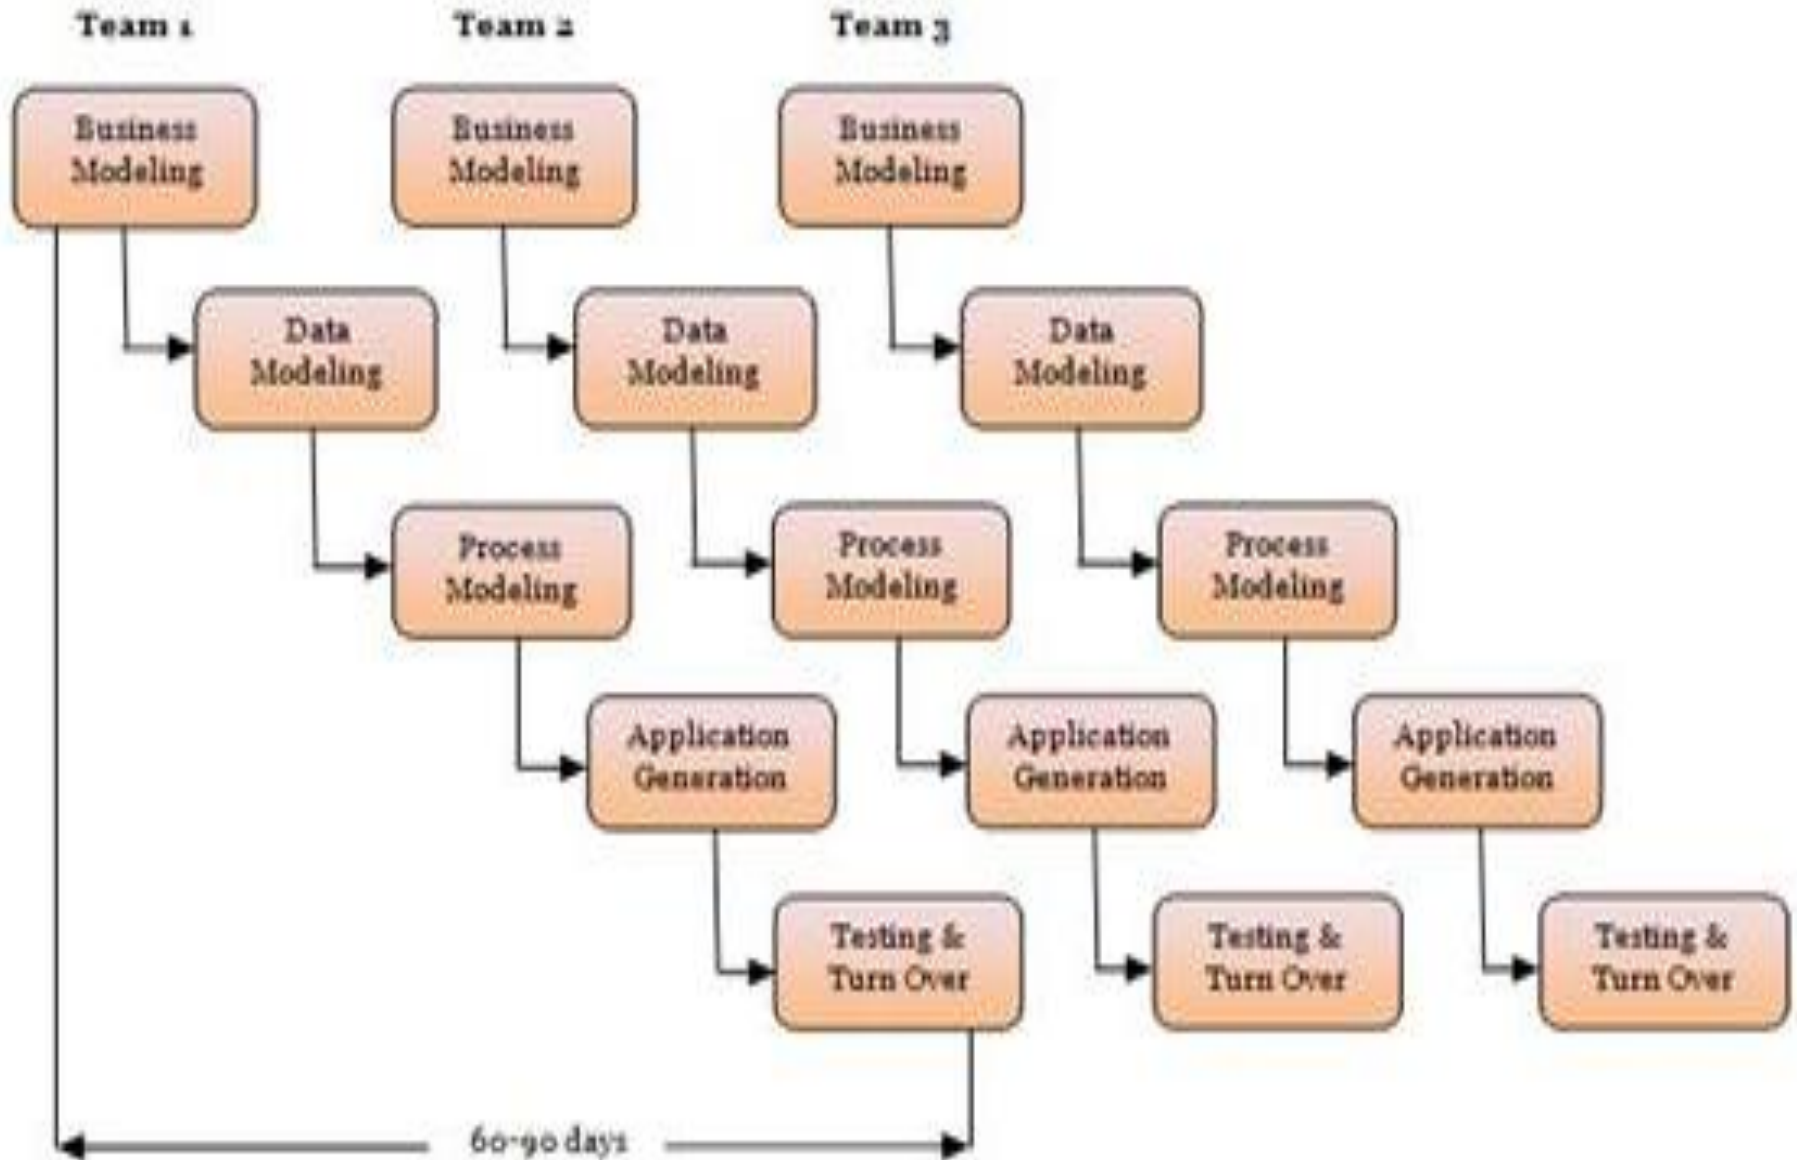 Team 1
Team 2
Team 3
Business
Modeling
Business
Modeling
Business
Modeling
Data
Modeling
Data
Modeling
Data
Modeling
Process
Modeling
Process
Modeling
Process
Modeling
Application
Generation
Application
Generation
Application
Generation
Testing &
Turn Over
Testing &
Turn Over
Testing &
Turn Over
60-90 days